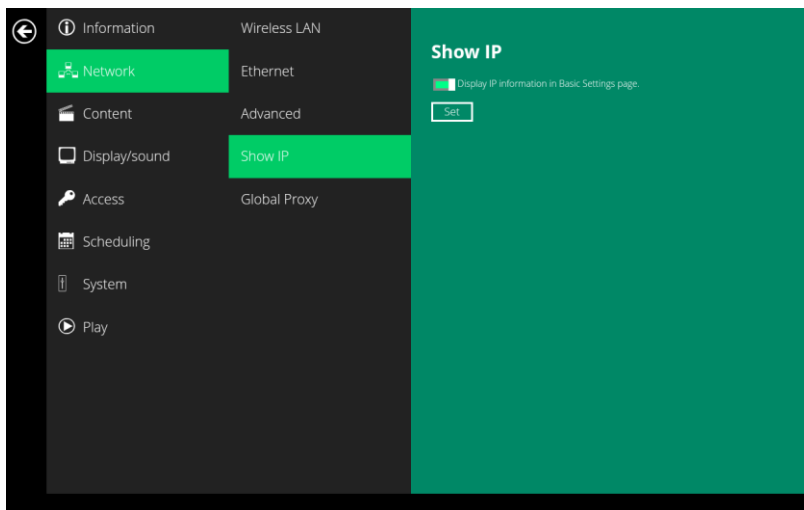 Information
Network
Content
Display/sound
Access
Scheduling
System
Play
Wireless LAN
Ethernet
Advanced
Show IP
Global Proxy
Show IP
Display IP information in Basic Settings page.
Set